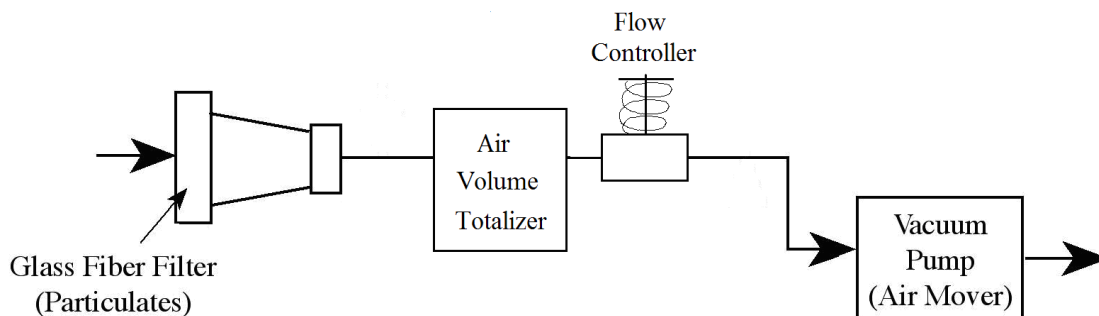 Flow
Controller
Air
Volume
Totalizer
Glass Fiber Filter
(Particulates)
Vacuum
Pump
(Air Mover)